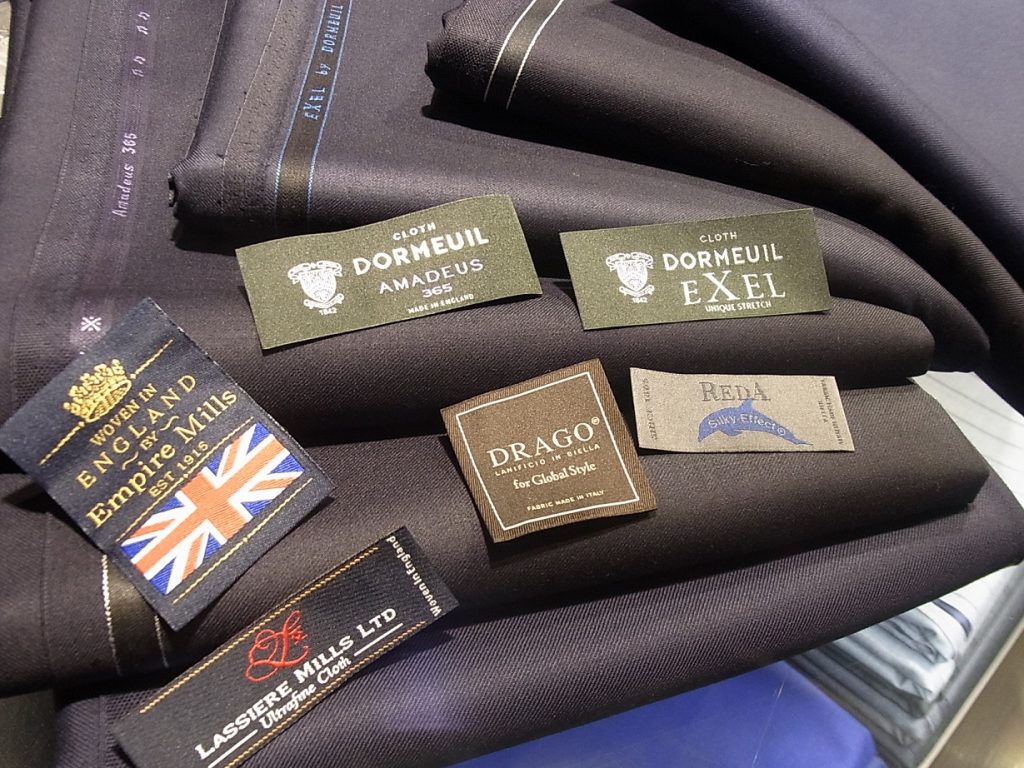 Amadeus 365
EXEL by DORMEUIL
CLOTH
DORMEUIL
AMADEUS
365
MADE IN ENGLAND
1842
CLOTH
DORMEUIL
EXEL
UNIQUE STRETCH
1842
WOVEN IN
ENGLAND
~ BY ~
Empire Mills
EST 1916
DRAGO®
LANIFICIO IN BIELLA
for Global Style
FABRIC MADE IN ITALY
REDA
Silky-Effect®
Woven in England
LASSIERE MILLS LTD
Ultrafine Cloth